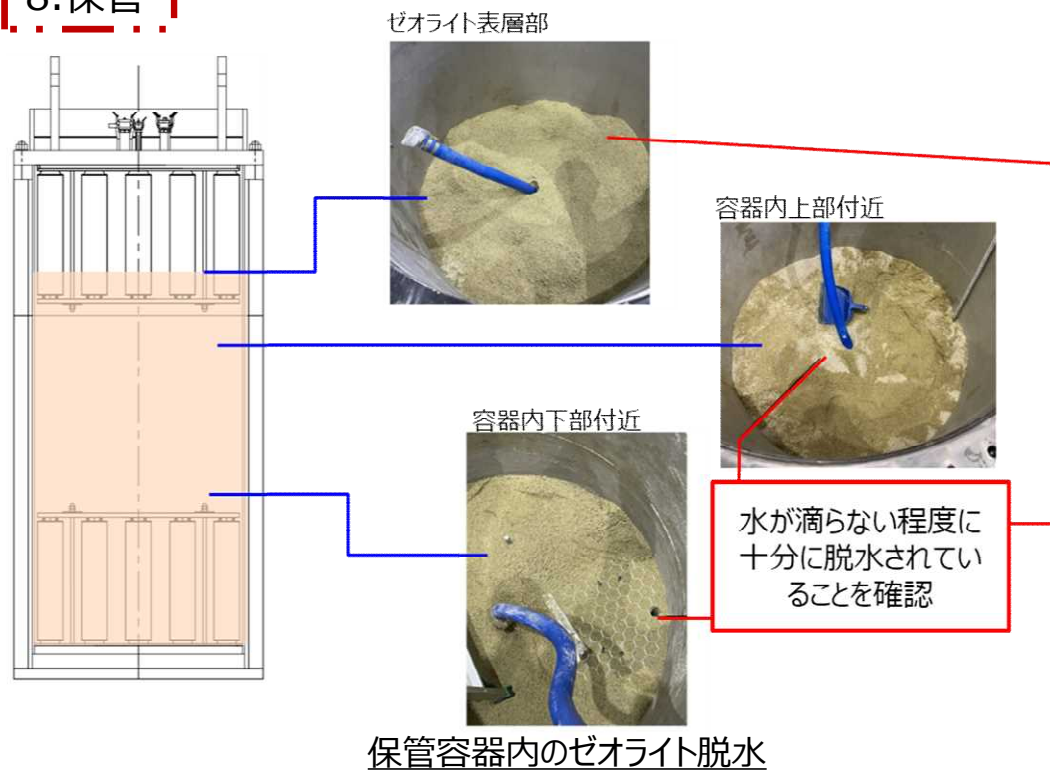 8.保管
ゼオライト表層部
容器内上部付近
容器内下部付近
水が滴らない程度に
十分に脱水されてい
ることを確認
保管容器内のゼオライト脱水